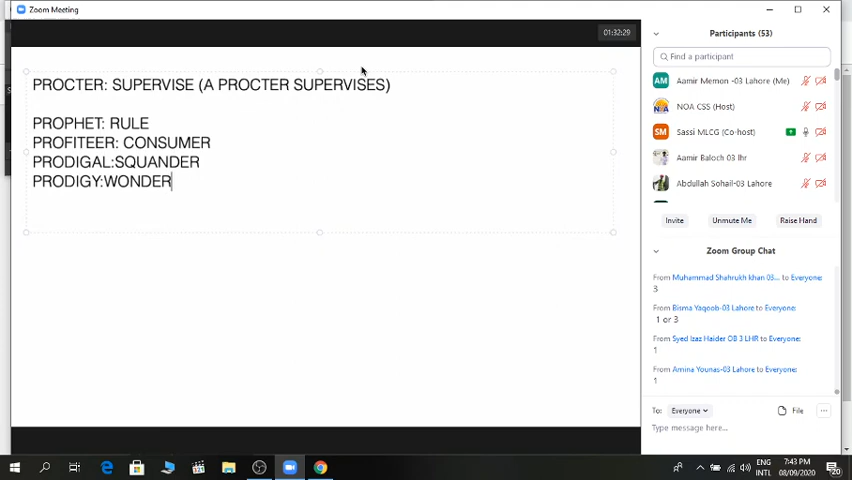 Zoom Meeting
01:32:29
PROCTER: SUPERVISE (A PROCTER SUPERVISES)
PROPHET: RULE
PROFITEER: CONSUMER
PRODIGAL:SQUANDER
PRODIGY:WONDER
Participants (53)
Find a participant
AM Aamir Memon -03 Lahore (Me)
NOA CSS (Host)
SM Sassi MLCG (Co-host)
Aamir Baloch 03 lhr
Abdullah Sohail-03 Lahore
Invite
Unmute Me
Raise Hand
Zoom Group Chat
From Muhammad Shahrukh khan 03... to Everyone:
3
From Bisma Yaqoob-03 Lahore to Everyone:
1 or 3
From Syed Izaz Haider OB 3 LHR to Everyone:
1
From Amina Younas-03 Lahore to Everyone:
1
To: Everyone
File
Type message here...
ENG
INTL
7:43 PM
08/09/2020
20